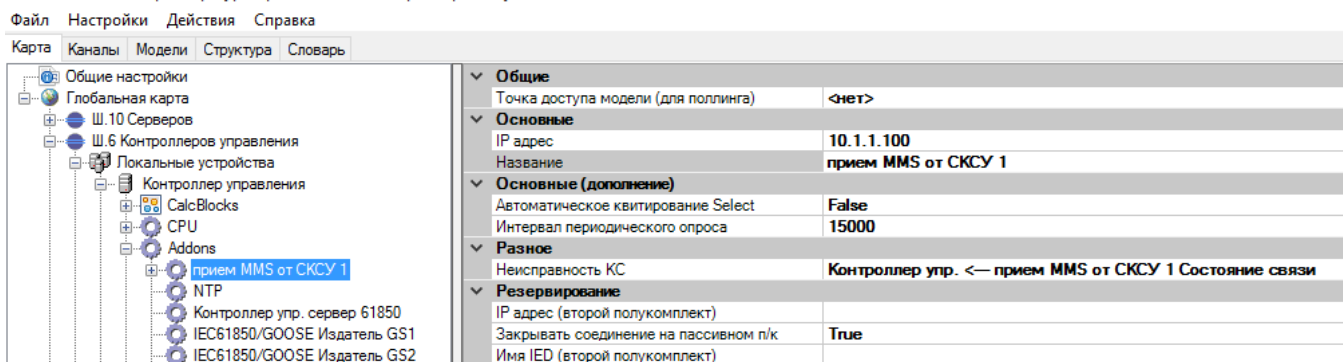 Файл Настройки Действия Справка
Карта Каналы Модели Структура Словарь
Общие настройки
Глобальная карта
Ш.10 Серверов
Ш.6 Контроллеров управления
Локальные устройства
Контроллер управления
CalcBlocks
CPU
Addons
прием MMS от СКСУ 1
NTP
Контроллер упр. сервер 61850
IEC61850/GOOSE Издатель GS1
IEC61850/GOOSE Издатель GS2
Общие
Точка доступа модели (для поллинга) <нет>
Основные
IP адрес 10.1.1.100
Название прием MMS от СКСУ 1
Основные (дополнение)
Автоматическое квитирование Select False
Интервал периодического опроса 15000
Разное
Неисправность КС Контроллер упр. <— прием MMS от СКСУ 1 Состояние связи
Резервирование
IP адрес (второй полукомплект)
Закрывать соединение на пассивном п/к True
Имя IED (второй полукомплект)